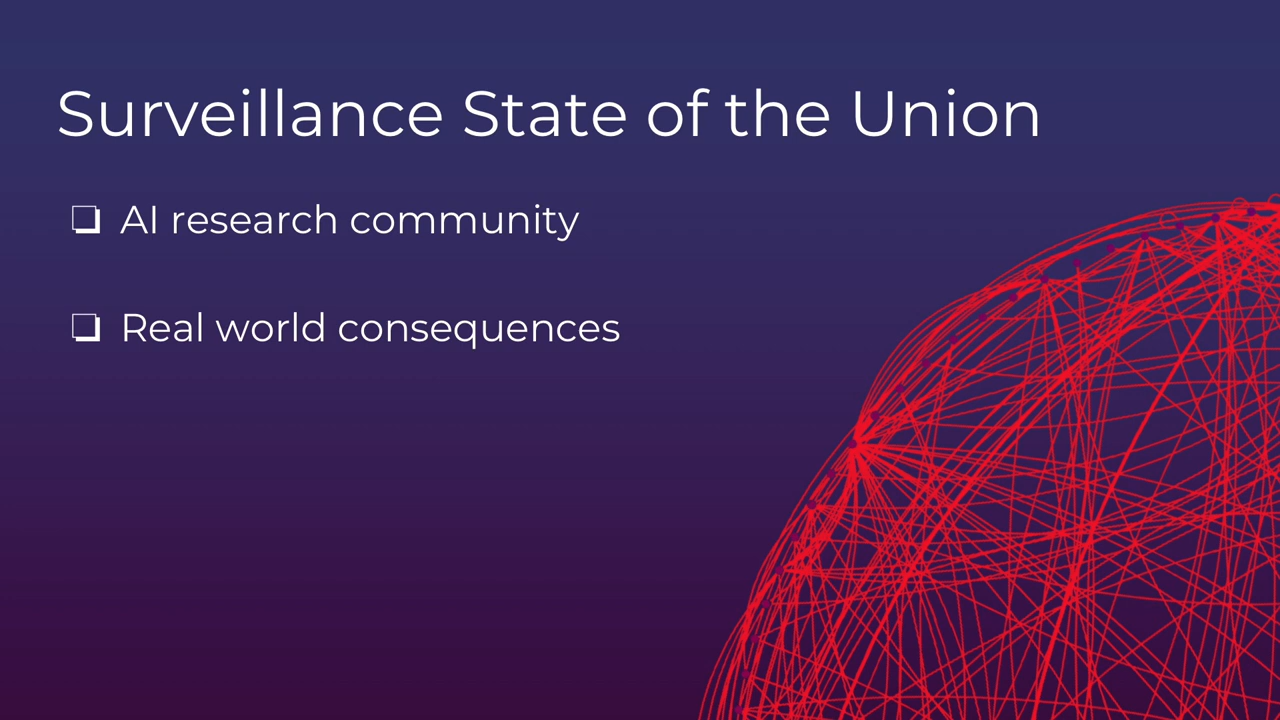 Surveillance State of the Union
❏ AI research community
❏ Real world consequences